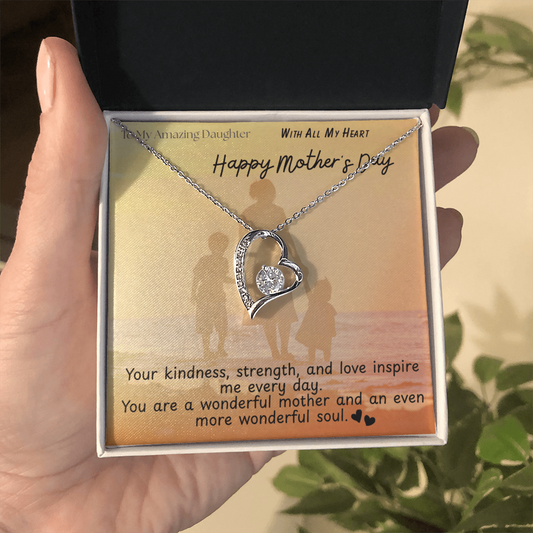 To My Amazing Daughter
With All My Heart
Happy Mother's Day
Your kindness, strength, and love inspire
me every day.
You are a wonderful mother and an even
more wonderful soul.